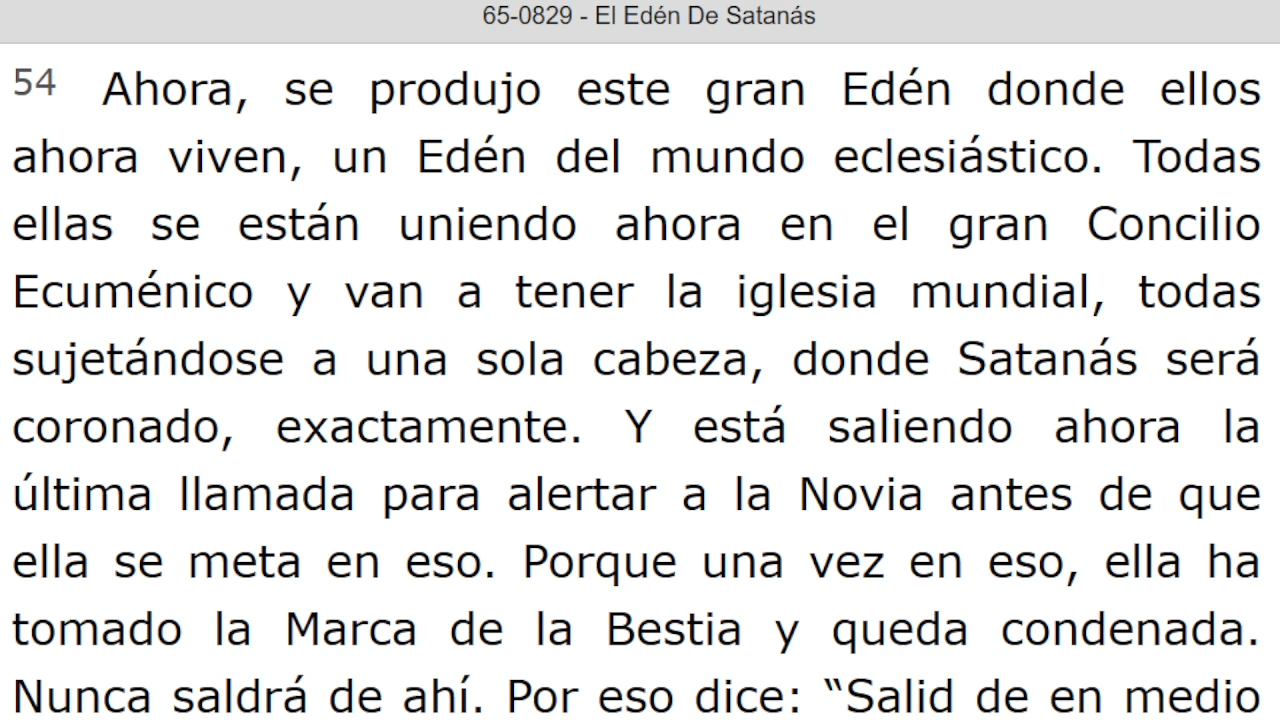 65-0829 - El Edén De Satanás
54 Ahora, se produjo este gran Edén donde ellos
ahora viven, un Edén del mundo eclesiástico. Todas
ellas se están uniendo ahora en el gran Concilio
Ecuménico y van a tener la iglesia mundial, todas
sujetándose a una sola cabeza, donde Satanás será
coronado, exactamente. Y está saliendo ahora la
última llamada para alertar a la Novia antes de que
ella se meta en eso. Porque una vez en eso, ella ha
tomado la Marca de la Bestia y queda condenada.
Nunca saldrá de ahí. Por eso dice: “Salid de en medio